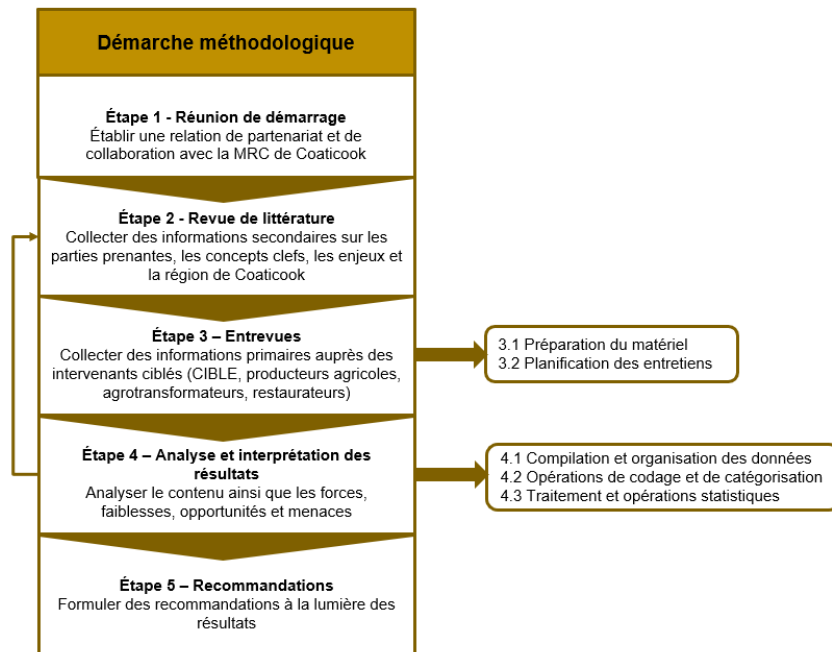 Démarche méthodologique
Étape 1 - Réunion de démarrage
Établir une relation de partenariat et de
collaboration avec la MRC de Coaticook
Étape 2 - Revue de littérature
Collecter des informations secondaires sur les
parties prenantes, les concepts clefs, les enjeux et
la région de Coaticook
Étape 3 – Entrevues
Collecter des informations primaires auprès des
intervenants ciblés (CIBLE, producteurs agricoles,
agrotransformateurs, restaurateurs)
3.1 Préparation du matériel
3.2 Planification des entretiens
Étape 4 – Analyse et interprétation des
résultats
Analyser le contenu ainsi que les forces,
faiblesses, opportunités et menaces
4.1 Compilation et organisation des données
4.2 Opérations de codage et de catégorisation
4.3 Traitement et opérations statistiques
Étape 5 – Recommandations
Formuler des recommandations à la lumière des
résultats